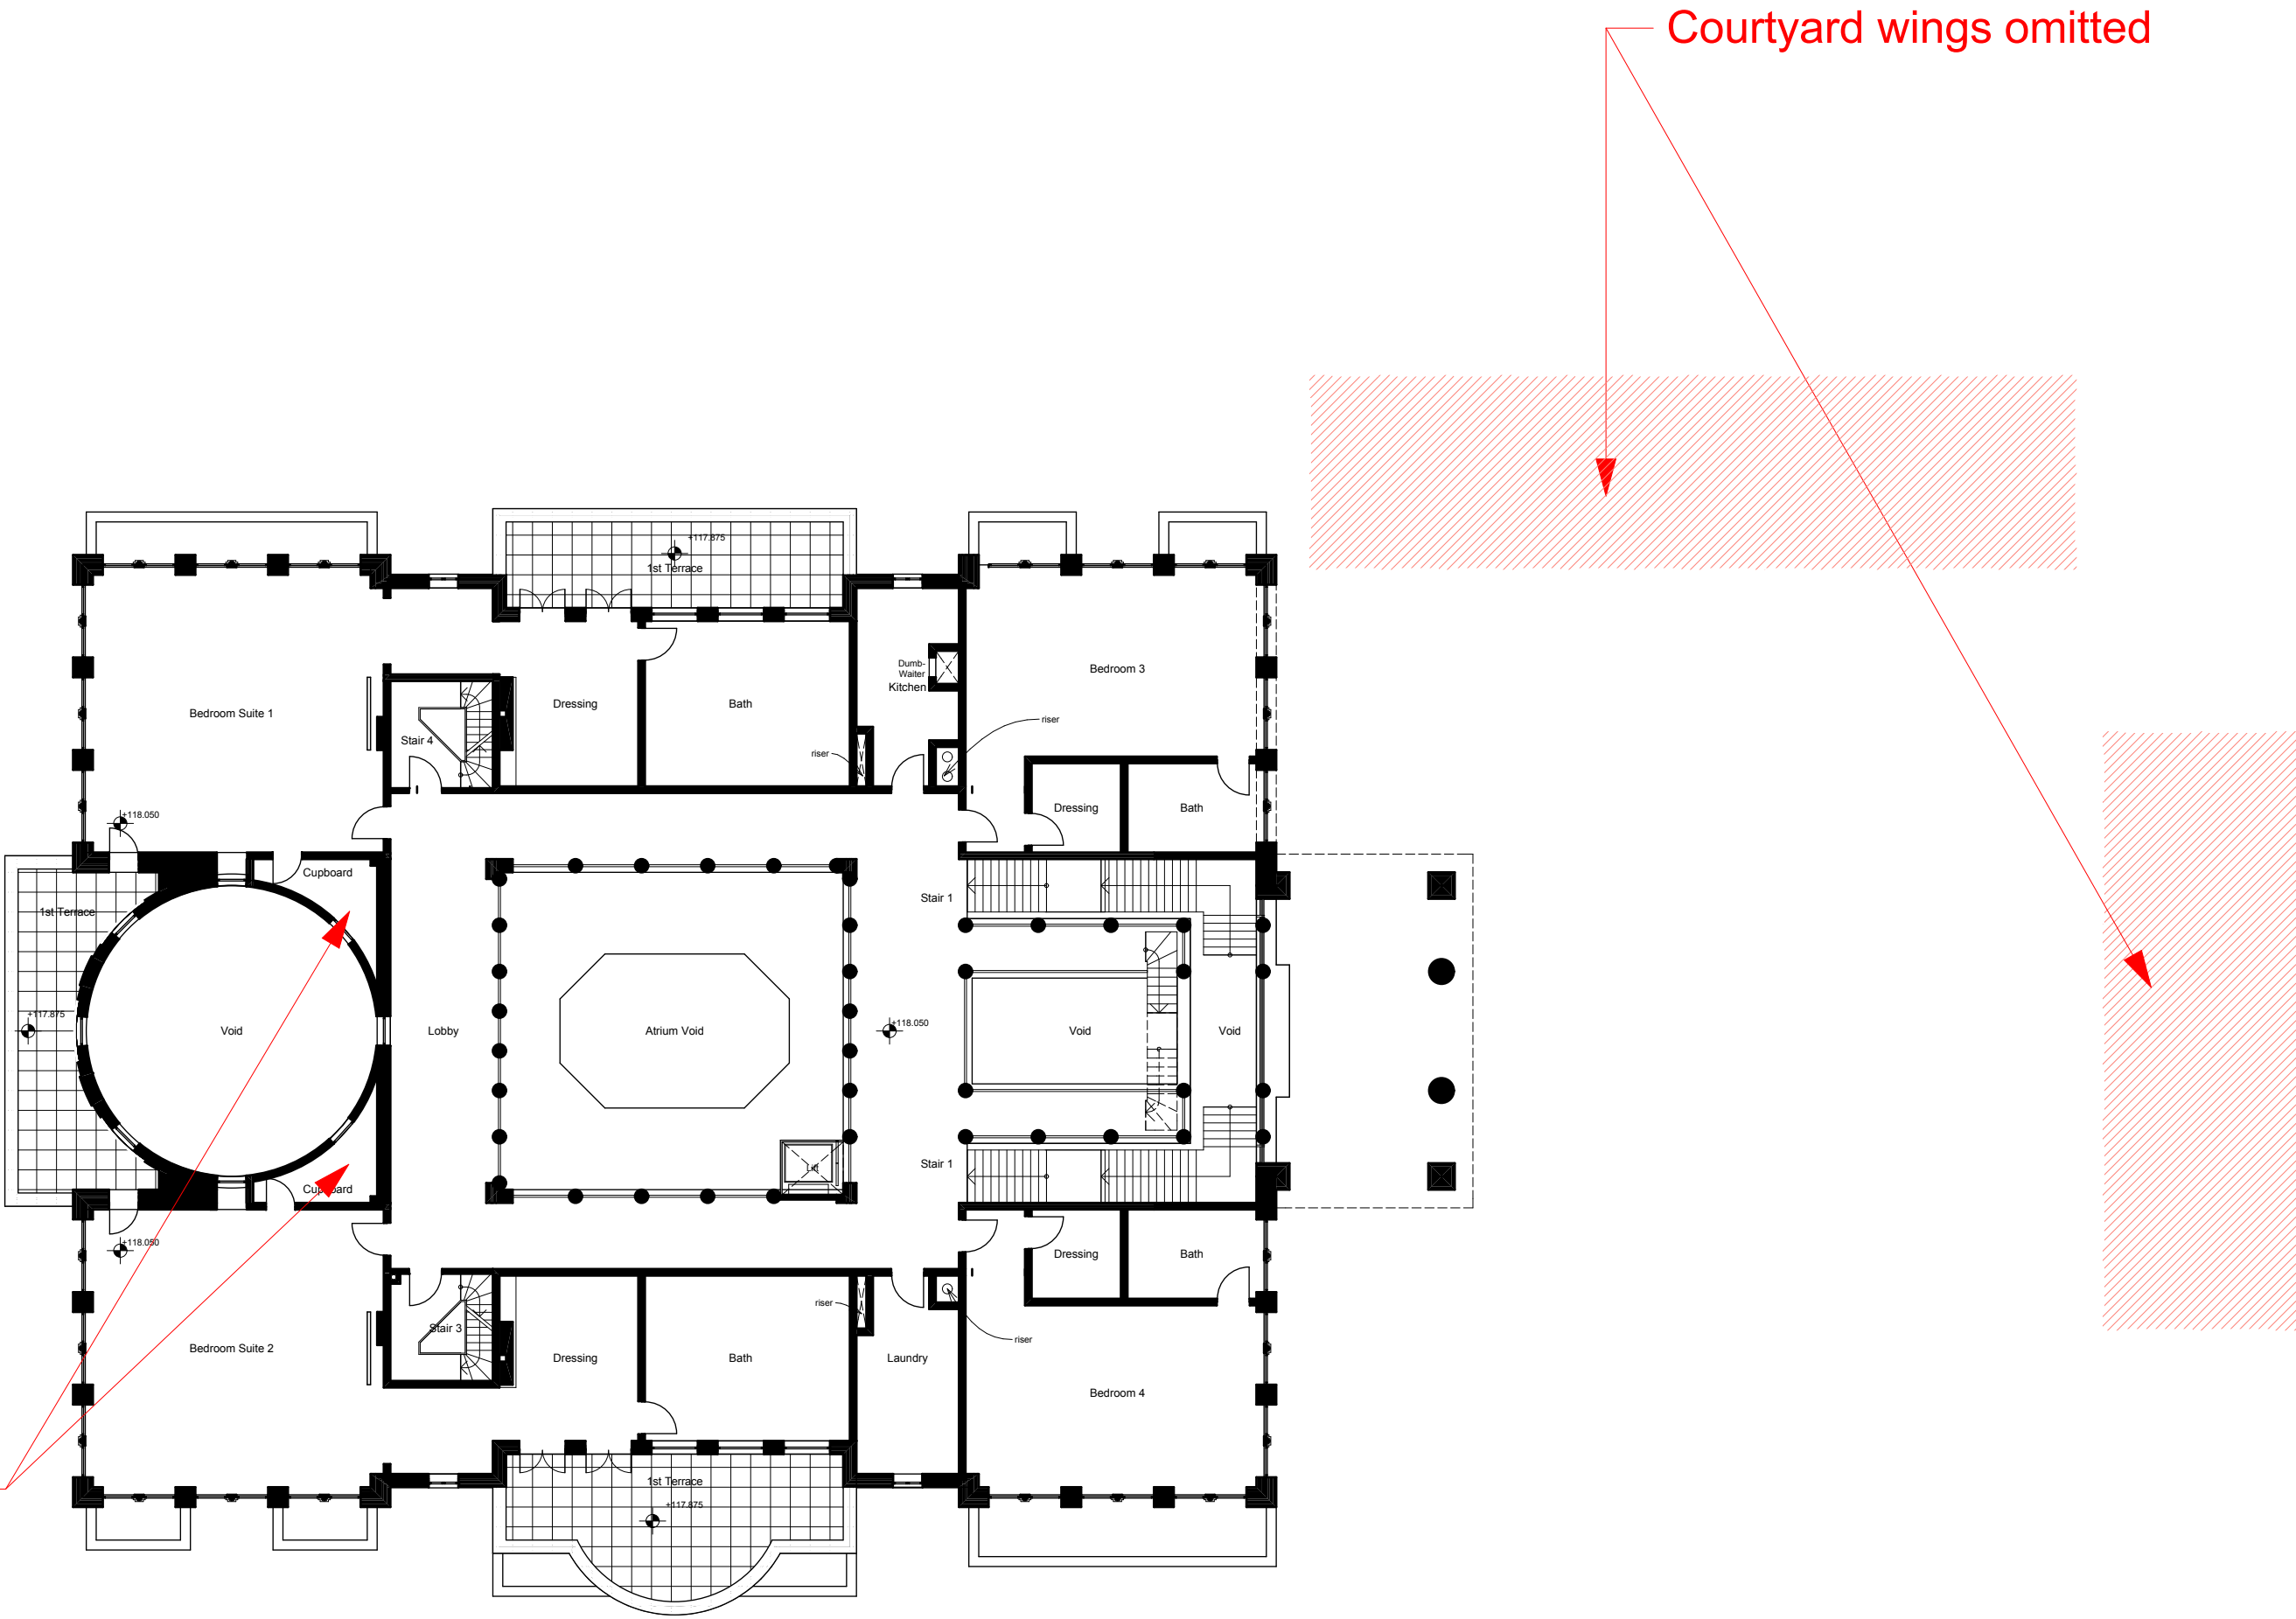 Courtyard wings omitted
+117.875
1st Terrace
Dumb-
Waiter
Kitchen
Bedroom 3
Bedroom Suite 1
Dressing
Bath
riser
Stair 4
riser
+118.050
Dressing
Bath
Cupboard
1st Terrace
Stair 1
+117.875
Void
Lobby
Atrium Void
+118.050
Void
Void
Lift
Stair 1
Cupboard
+118.050
Dressing
Bath
riser
Stair 3
riser
Bedroom Suite 2
Dressing
Bath
Laundry
Bedroom 4
1st Terrace
+117.875